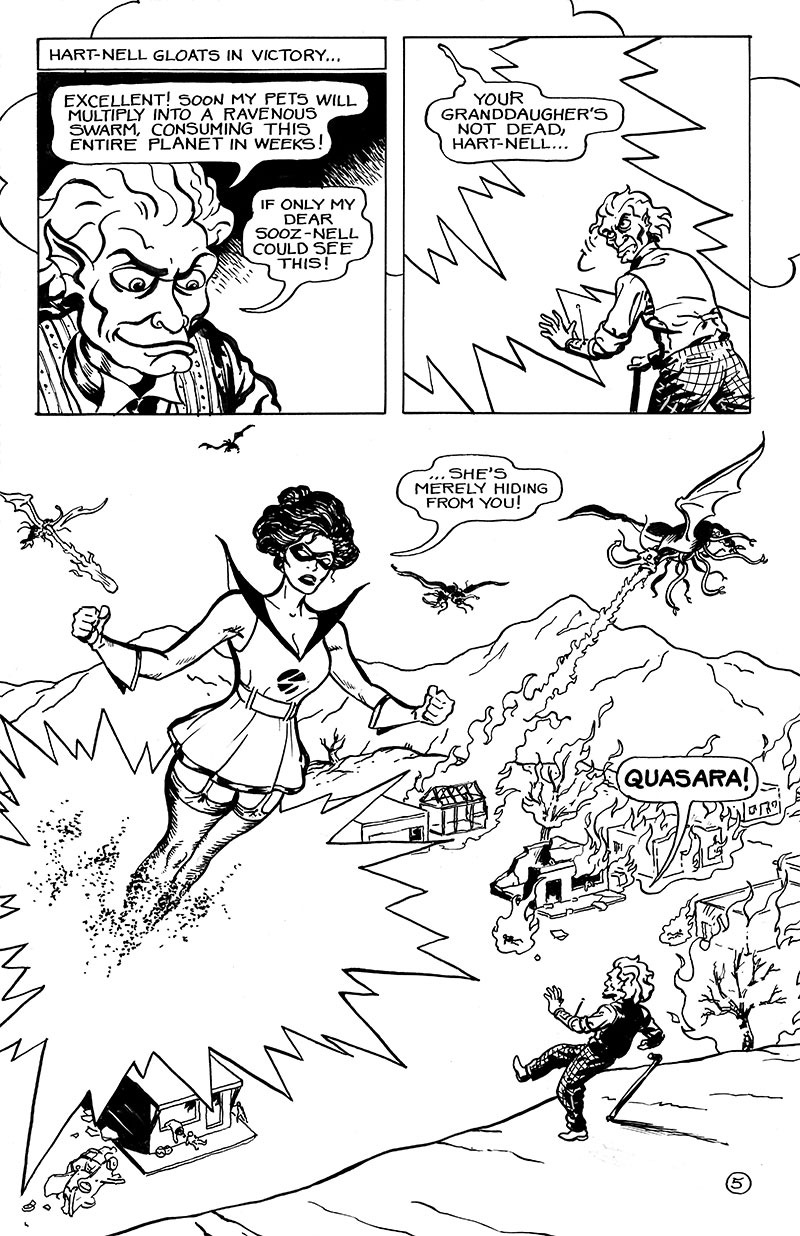 HART-NELL GLOATS IN VICTORY...
EXCELLENT! SOON MY PETS WILL
MULTIPLY INTO A RAVENOUS
SWARM, CONSUMING THIS
ENTIRE PLANET IN WEEKS!
IF ONLY MY
DEAR
SOOZ-NELL
COULD SEE
THIS!
YOUR
GRANDDAUGHER'S
NOT DEAD,
HART-NELL...
...SHE'S
MERELY HIDING
FROM YOU!
QUASARA!
5